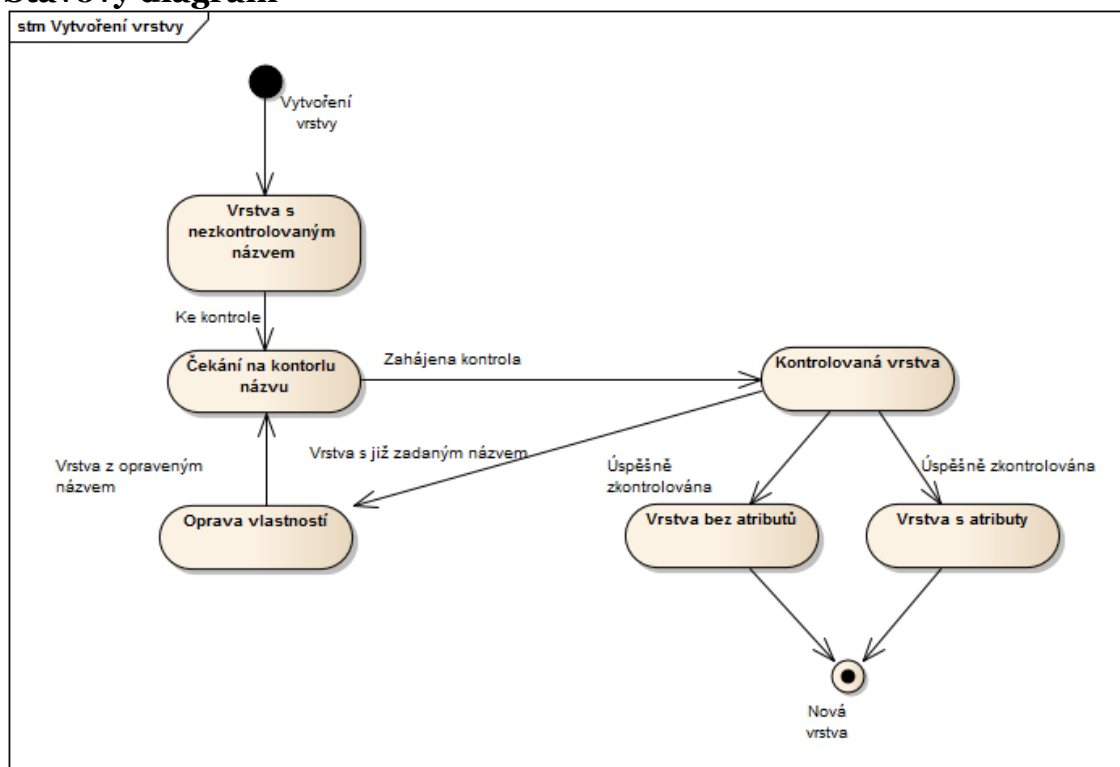 Stavový diagram
stm Vytvoření vrstvy
Vytvoření
vrstvy
Vrstva s
nezkontrolovaným
názvem
Ke kontrole
Čekání na kontorlu
názvu
Zahájena kontrola
Kontrolovaná vrstva
Vrstva z opraveným
názvem
Vrstva s již zadaným názvem
Úspěšně
zkontrolována
Úspěšně zkontrolována
Oprava vlastností
Vrstva bez atributů
Vrstva s atributy
Nová
vrstva